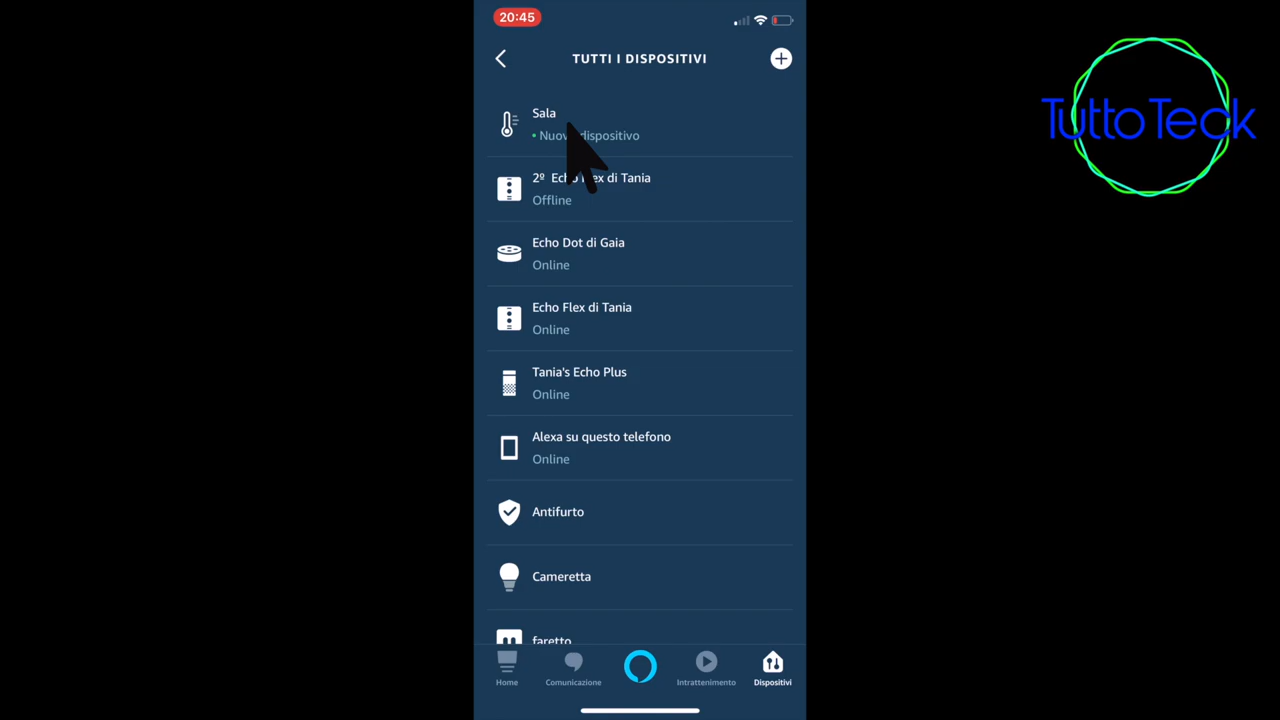 20:45
TUTTI I DISPOSITIVI
Sala
dispositivo
2º Echo Flex di Tania
Offline
Echo Dot di Gaia
Online
Echo Flex di Tania
Online
Tania's Echo Plus
Online
Alexa su questo telefono
Online
Antifurto
Cameretta
faretto
Home
Comunicazione
Intrattenimento
Dispositivi
TuttoTeck